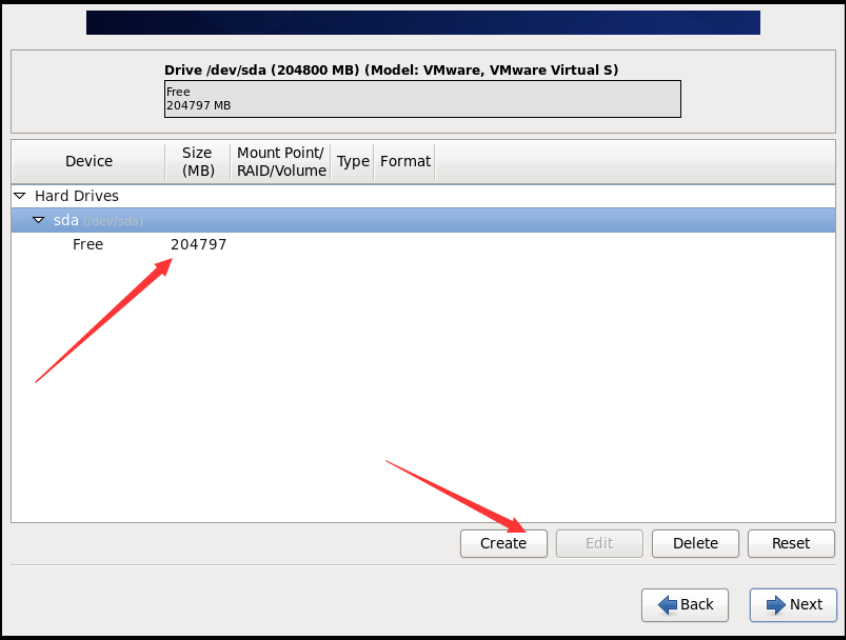 Drive /dev/sda (204800 MB) (Model: VMware, VMware Virtual S)
Free
204797 MB
Device
Size
(MB)
Mount Point/
RAID/Volume
Type
Format
Hard Drives
sda (/dev/sda)
Free 204797
Create Edit Delete Reset
Back Next